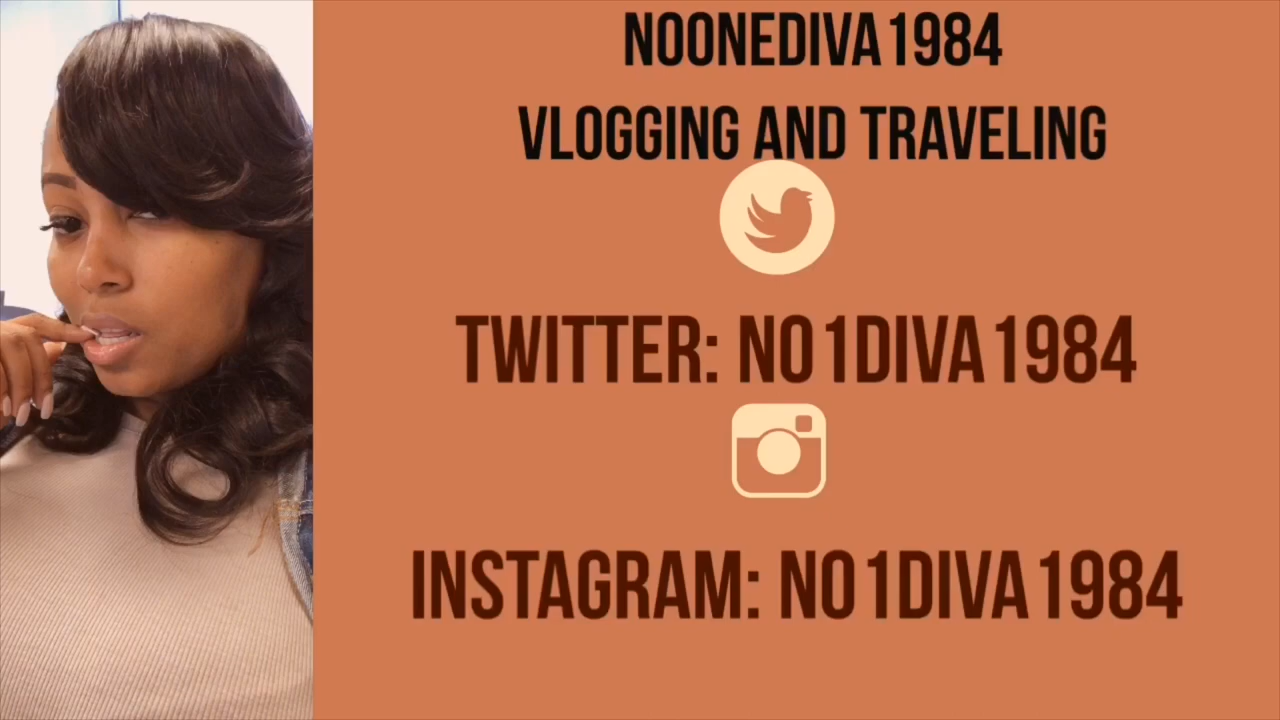 NOONEDIVA1984
VLOGGING AND TRAVELING
TWITTER: NO1DIVA1984
INSTAGRAM: NO1DIVA1984